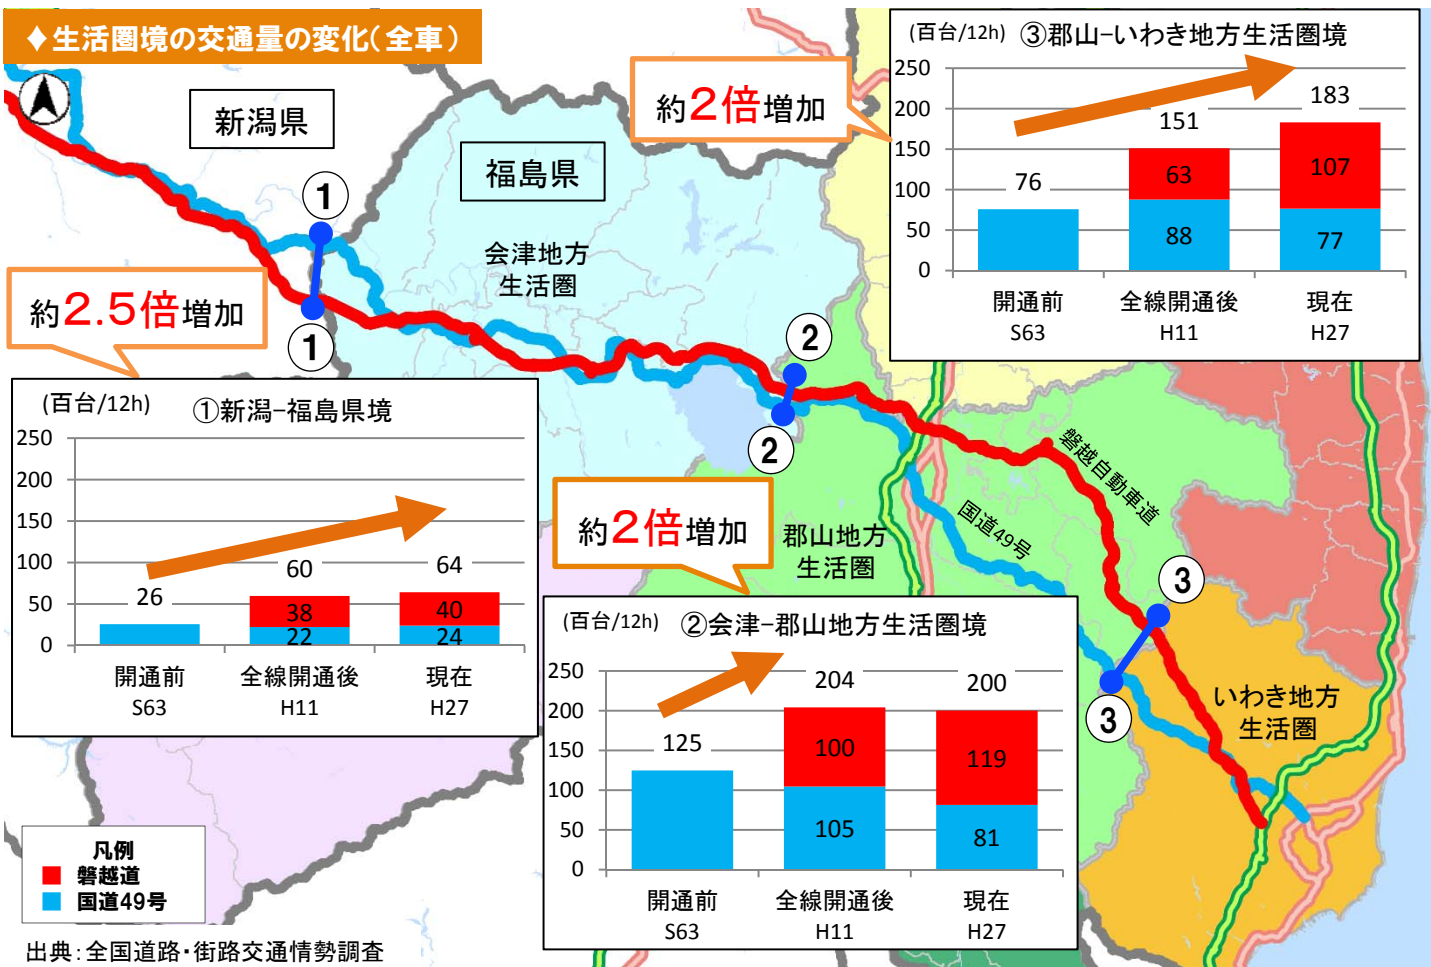 ♦生活圏境の交通量の変化(全車)
新潟県
福島県
会津地方
生活圏
郡山地方
生活圏
いわき地方
生活圏
磐越自動車道
国道49号
1
1
2
2
3
3
約2.5倍増加
(百台/12h)
①新潟-福島県境
250
200
150
100
50
0
26
60
38
22
64
40
24
開通前
S63
全線開通後
H11
現在
H27
約2倍増加
(百台/12h)
②会津-郡山地方生活圏境
250
200
150
100
50
0
125
204
100
105
200
119
81
開通前
S63
全線開通後
H11
現在
H27
約2倍増加
(百台/12h)
③郡山-いわき地方生活圏境
250
200
150
100
50
0
76
151
63
88
183
107
77
開通前
S63
全線開通後
H11
現在
H27
凡例
磐越道
国道49号
出典:全国道路・街路交通情勢調査